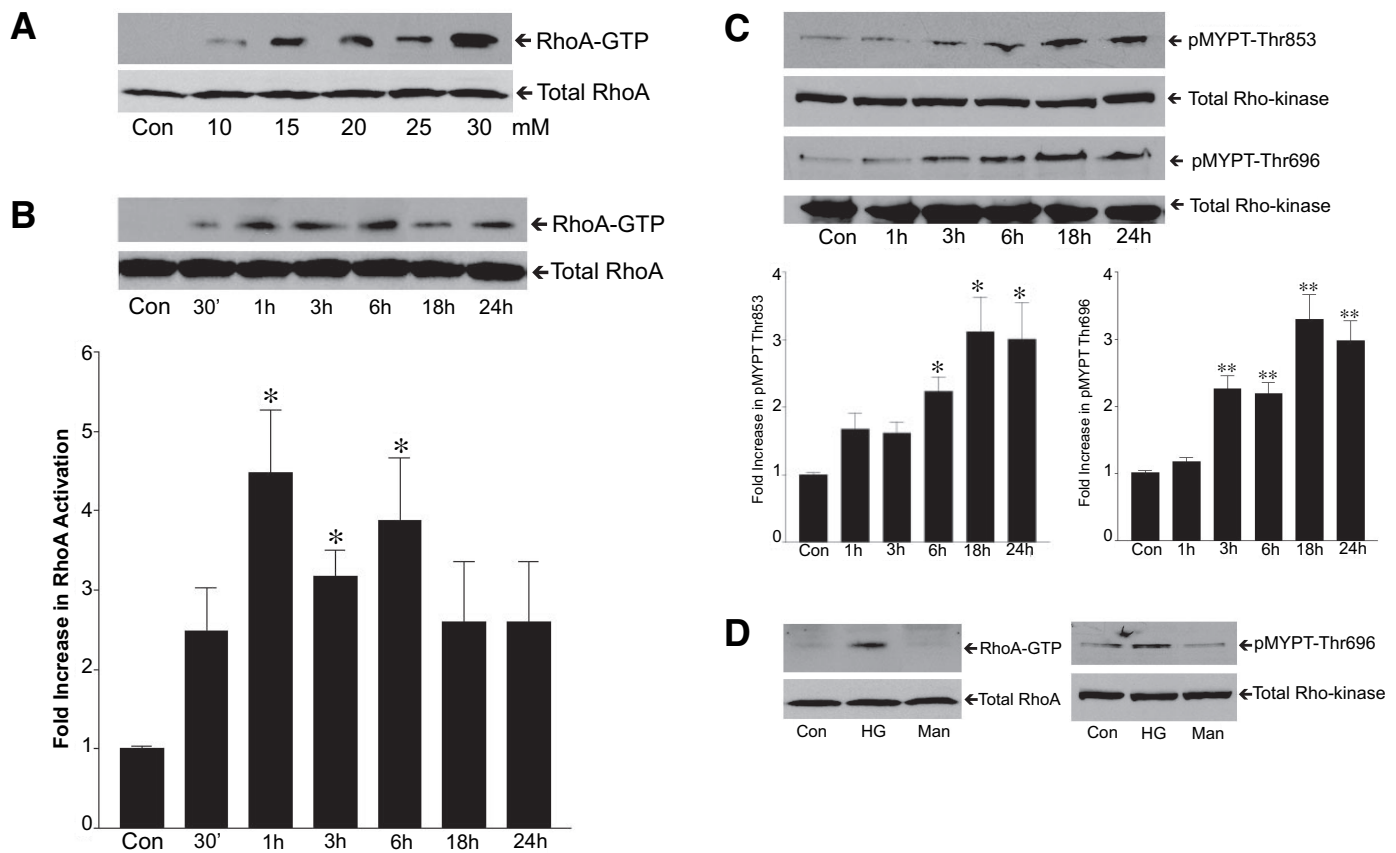 A
RhoA-GTP
Total RhoA
Con 10 15 20 25 30 mM
B
RhoA-GTP
Total RhoA
Con 30’ 1h 3h 6h 18h 24h
Fold Increase in RhoA Activation
6
5
4
3
2
1
0
* * *
Con 30’ 1h 3h 6h 18h 24h
C
pMYPT-Thr853
Total Rho-kinase
pMYPT-Thr696
Total Rho-kinase
Con 1h 3h 6h 18h 24h
Fold Increase in pMYPT Thr853
4
3
2
1
0
* * *
Con 1h 3h 6h 18h 24h
Fold Increase in pMYPT Thr696
4
3
2
1
0
** ** ** **
Con 1h 3h 6h 18h 24h
D
RhoA-GTP
Total RhoA
Con HG Man
pMYPT-Thr696
Total Rho-kinase
Con HG Man